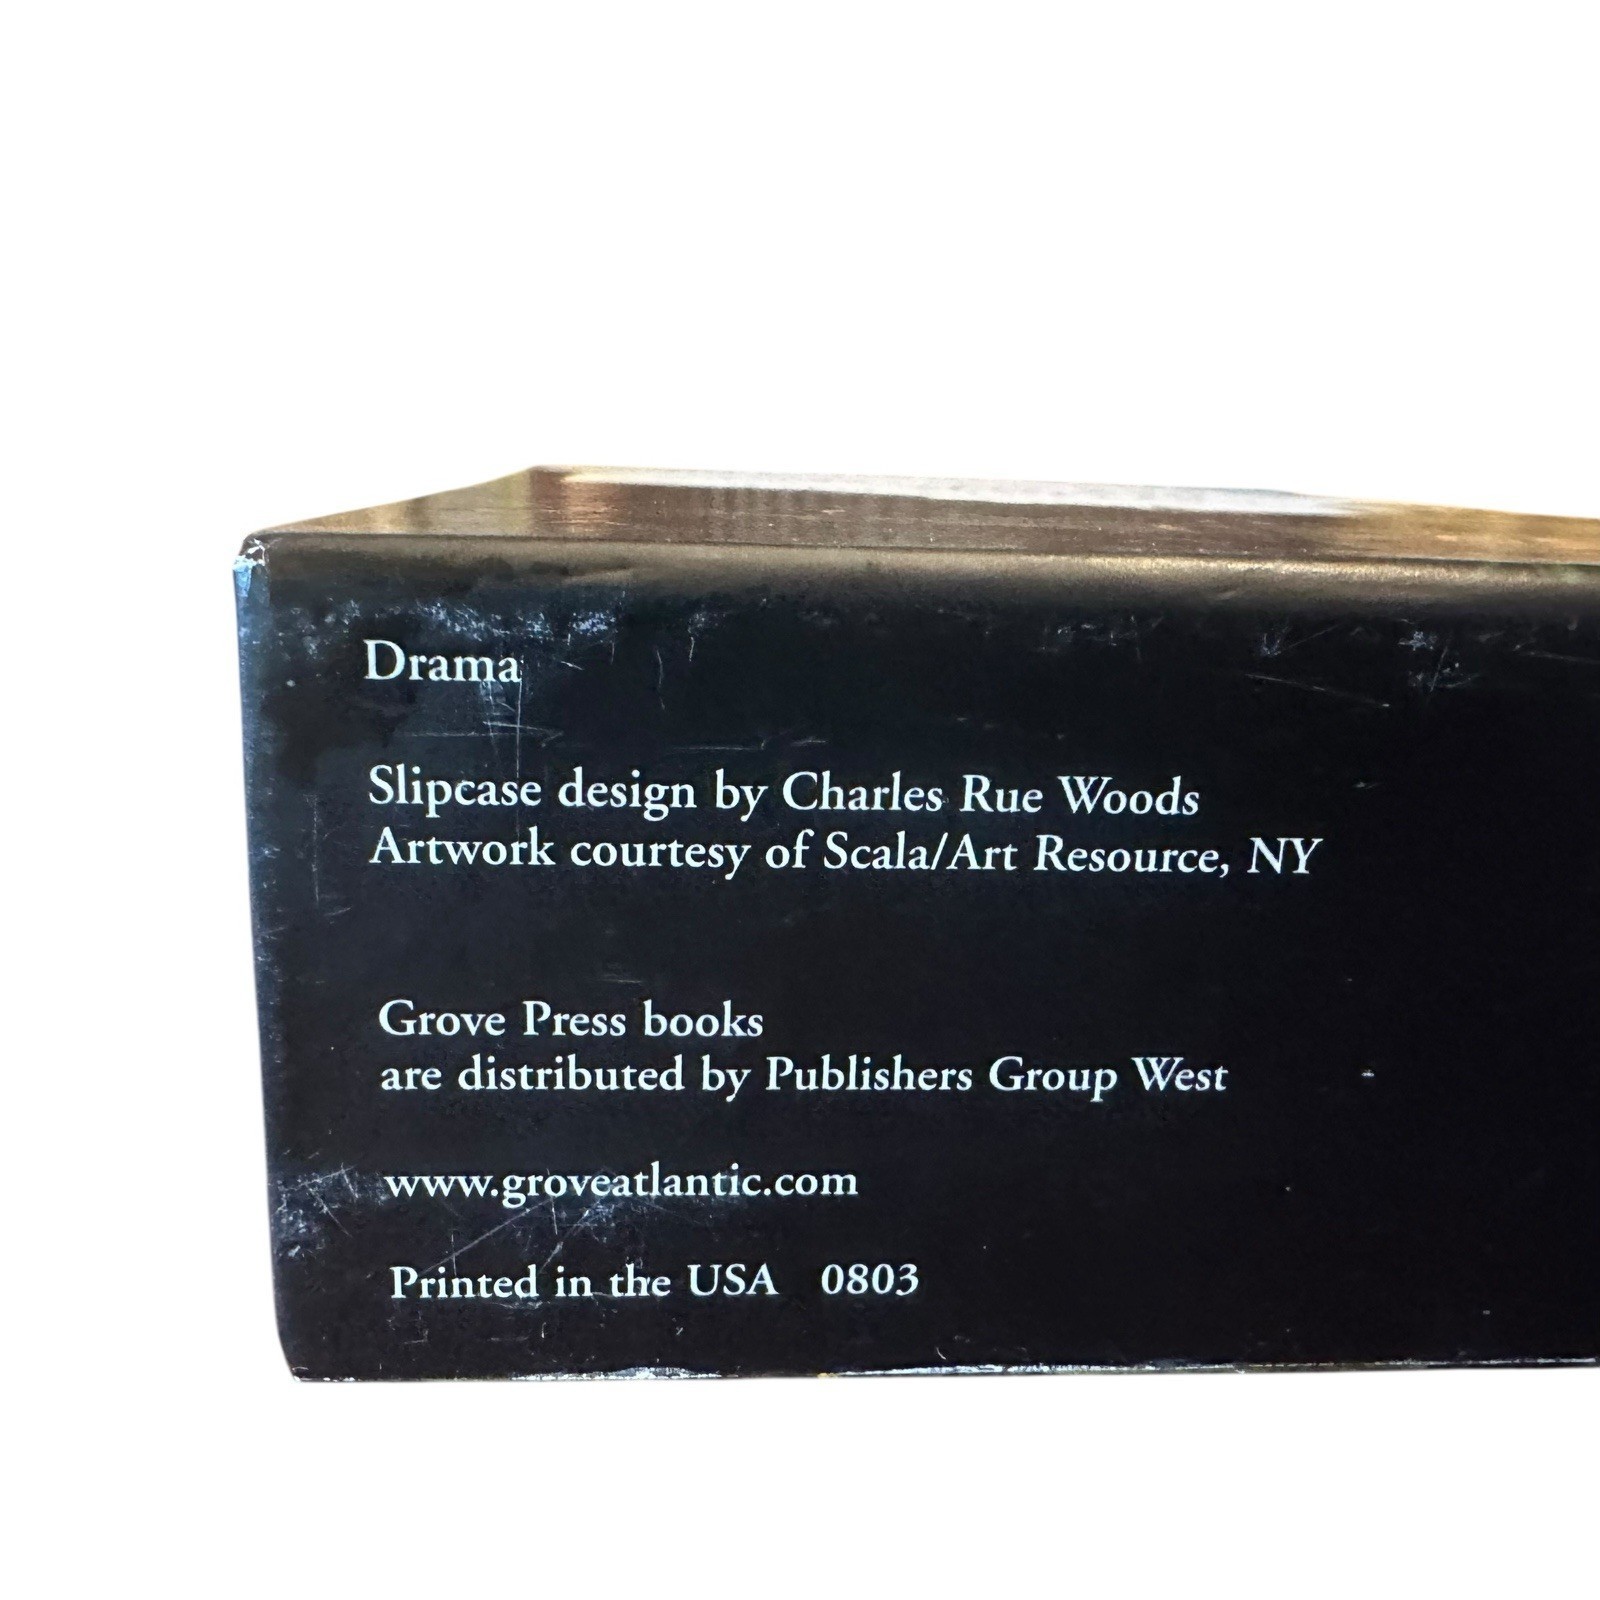 Drama
Slipcase design by Charles Rue Woods
Artwork courtesy of Scala/Art Resource, NY
Grove Press books
are distributed by Publishers Group West
www.groveatlantic.com
Printed in the USA 0803